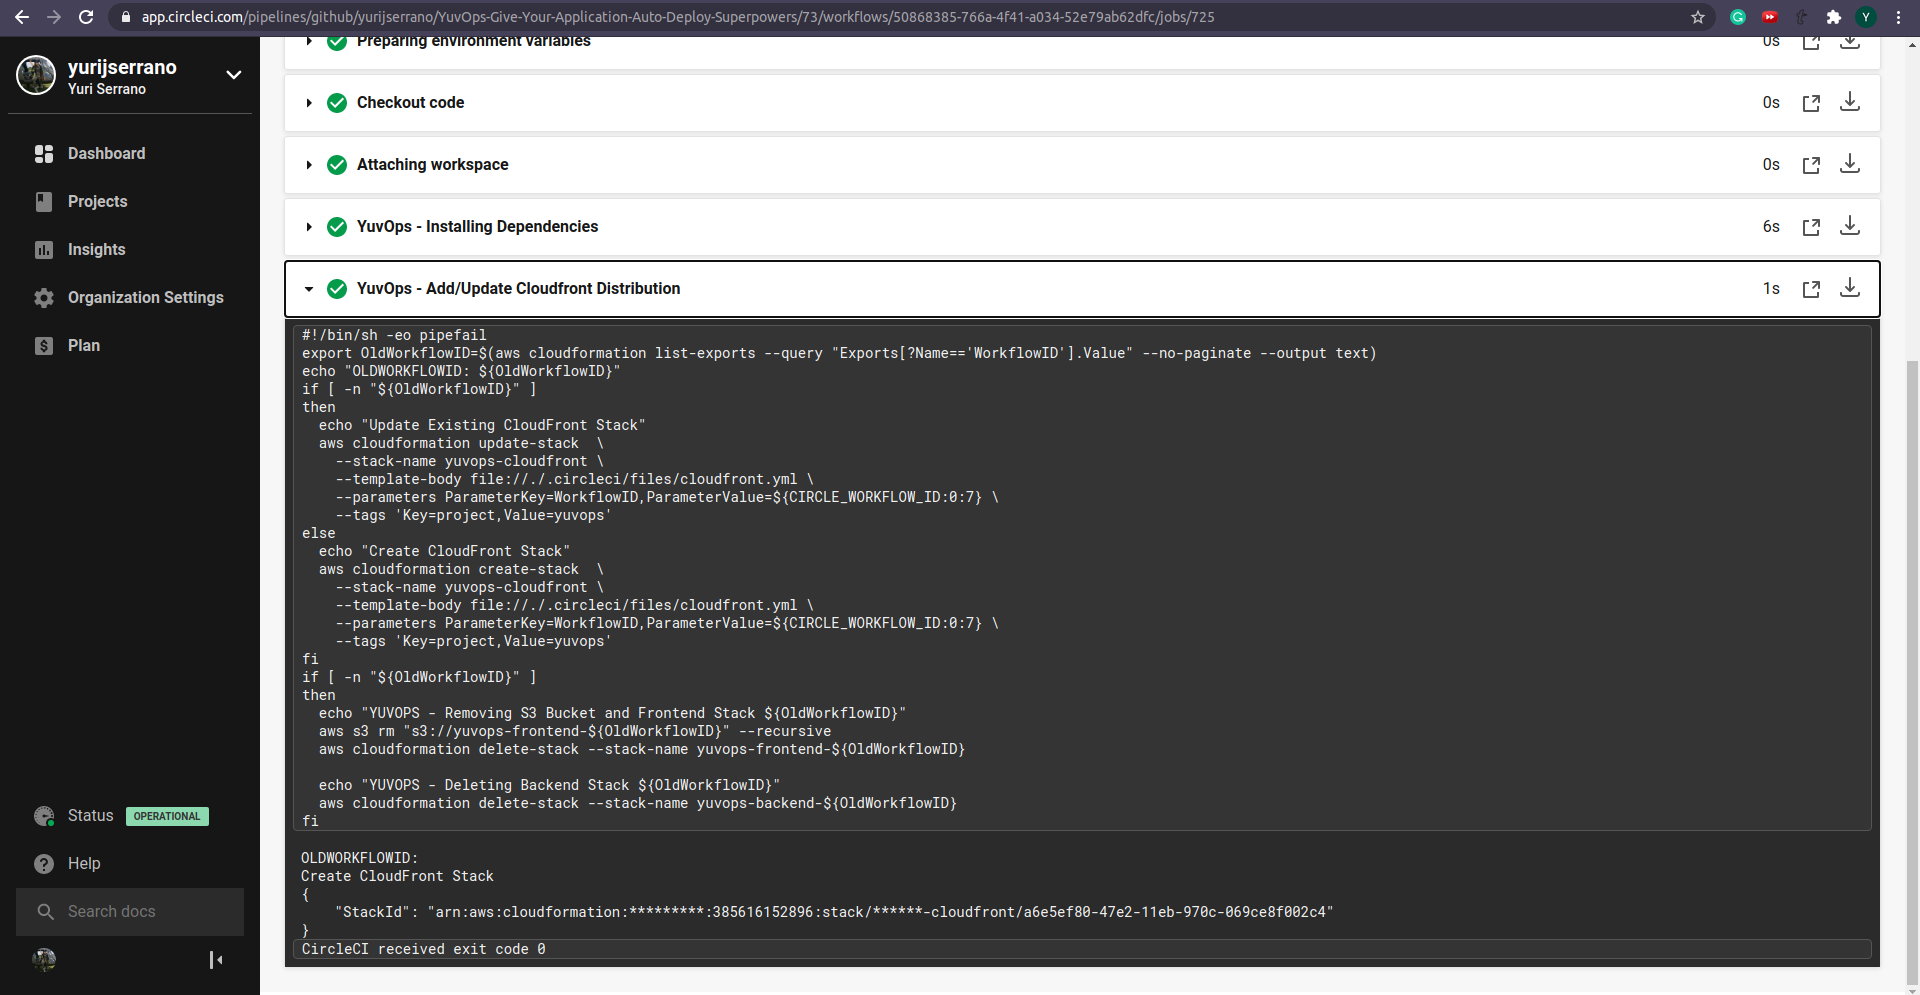 app.circleci.com/pipelines/github/yurijserrano/YuvOps-Give-Your-Application-Auto-Deploy-Superpowers/73/workflows/50868385-766a-4f41-a034-52e79ab62dfc/jobs/725
Y
yurijserrano
Yuri Serrano
Dashboard
Projects
Insights
Organization Settings
Plan
Status OPERATIONAL
Help
Search docs
Preparing environment variables 0s
Checkout code 0s
Attaching workspace 0s
YuvOps - Installing Dependencies 6s
YuvOps - Add/Update Cloudfront Distribution 1s
#!/bin/sh -eo pipefail
export OldWorkflowID=$(aws cloudformation list-exports --query "Exports[?Name=='WorkflowID'].Value" --no-paginate --output text)
echo "OLDWORKFLOWID: ${OldWorkflowID}"
if [ -n "${OldWorkflowID}" ]
then
  echo "Update Existing CloudFront Stack"
  aws cloudformation update-stack  \
    --stack-name yuvops-cloudfront \
    --template-body file://./.circleci/files/cloudfront.yml \
    --parameters ParameterKey=WorkflowID,ParameterValue=${CIRCLE_WORKFLOW_ID:0:7} \
    --tags 'Key=project,Value=yuvops'
else
  echo "Create CloudFront Stack"
  aws cloudformation create-stack  \
    --stack-name yuvops-cloudfront \
    --template-body file://./.circleci/files/cloudfront.yml \
    --parameters ParameterKey=WorkflowID,ParameterValue=${CIRCLE_WORKFLOW_ID:0:7} \
    --tags 'Key=project,Value=yuvops'
fi
if [ -n "${OldWorkflowID}" ]
then
  echo "YUVOPS - Removing S3 Bucket and Frontend Stack ${OldWorkflowID}"
  aws s3 rm "s3://yuvops-frontend-${OldWorkflowID}" --recursive
  aws cloudformation delete-stack --stack-name yuvops-frontend-${OldWorkflowID}

  echo "YUVOPS - Deleting Backend Stack ${OldWorkflowID}"
  aws cloudformation delete-stack --stack-name yuvops-backend-${OldWorkflowID}
fi
OLDWORKFLOWID:
Create CloudFront Stack
{
    "StackId": "arn:aws:cloudformation:*********:385616152896:stack/******-cloudfront/a6e5ef80-47e2-11eb-970c-069ce8f002c4"
}
CircleCI received exit code 0